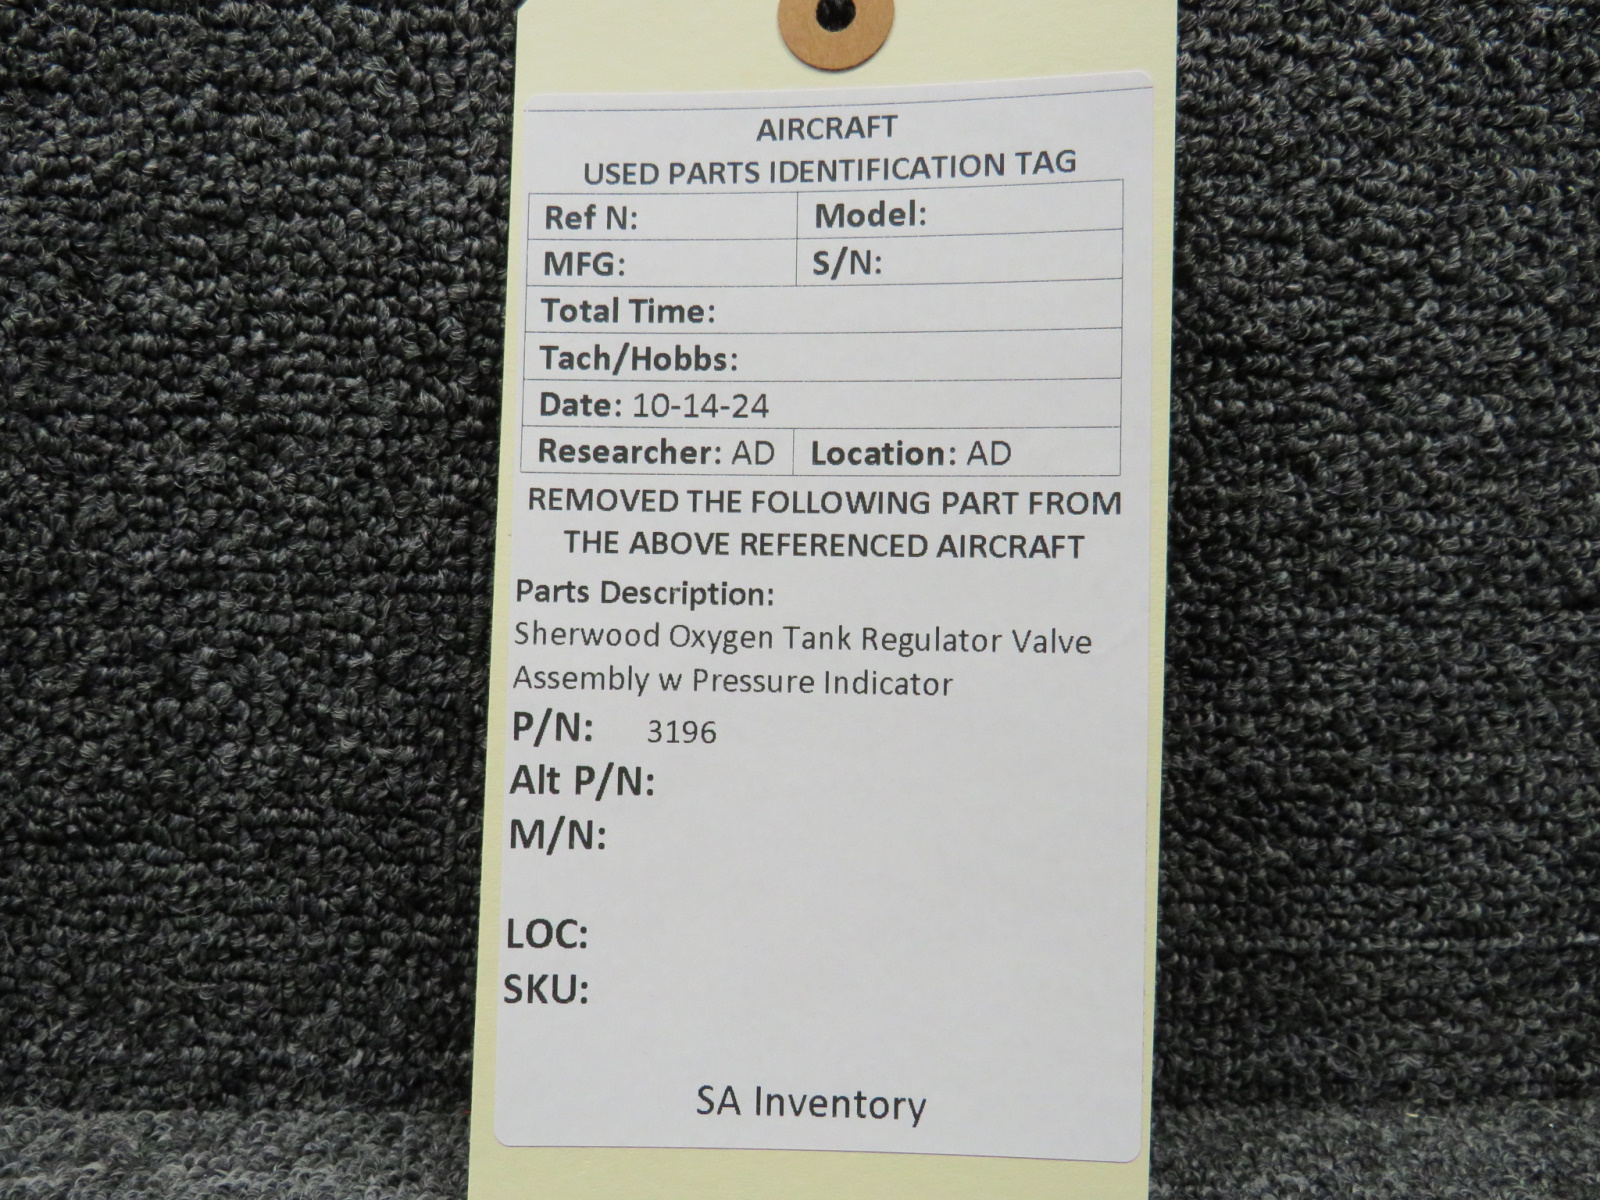 AIRCRAFT
USED PARTS IDENTIFICATION TAG
Ref N: Model:
MFG: S/N:
Total Time:
Tach/Hobbs:
Date: 10-14-24
Researcher: AD Location: AD
REMOVED THE FOLLOWING PART FROM
THE ABOVE REFERENCED AIRCRAFT
Parts Description:
Sherwood Oxygen Tank Regulator Valve
Assembly w Pressure Indicator
P/N: 3196
Alt P/N:
M/N:
LOC:
SKU:
SA Inventory